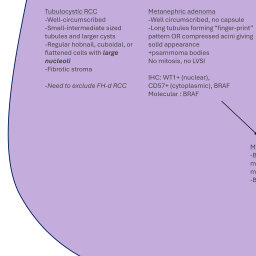 Tubulocystic RCC
-Well-circumscribed
-Small-intermediate sized
tubules and larger cysts
-Regular hobnail, cuboidal, or
flattened cells with large
nucleoli
-Fibrotic stroma
-Need to exclude FH-d RCC
Metanephric adenoma
-Well circumscribed, no capsule
-Long tubules forming "finger-print"
pattern OR compressed acini giving
solid appearance
+psammoma bodies
No mitosis, no LVSI
IHC: WT1+ (nuclear),
CD57+ (cytoplasmic), BRAF
Molecular : BRAF
M
-B
m
m
-B